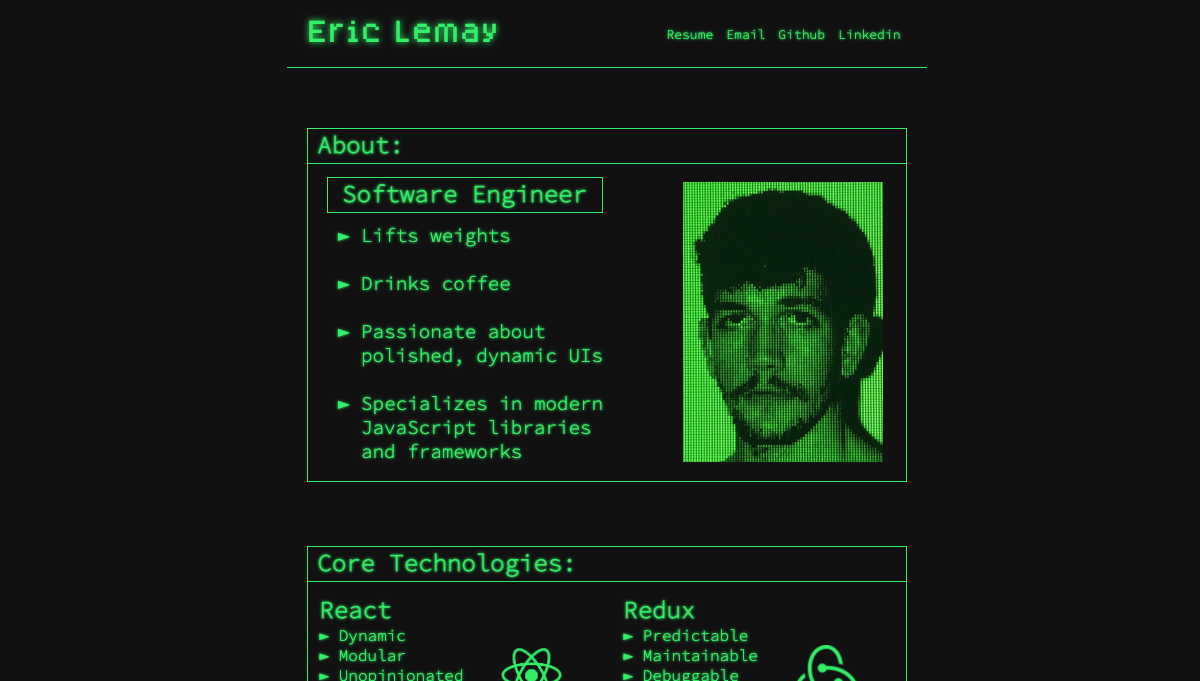 Eric Lemay
Resume Email Github Linkedin
About:
Software Engineer
► Lifts weights
► Drinks coffee
► Passionate about
polished, dynamic UIs
► Specializes in modern
JavaScript libraries
and frameworks
Core Technologies:
React
► Dynamic
► Modular
► Unopinionated
Redux
► Predictable
► Maintainable
► Debuggable